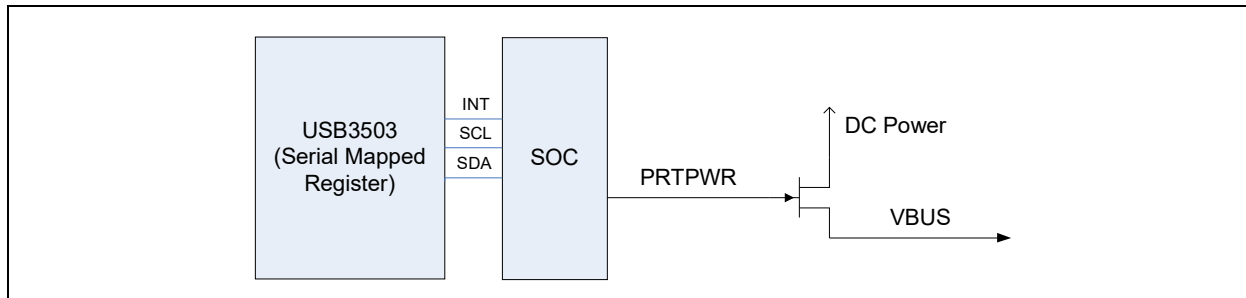 USB3503
(Serial Mapped
Register)
INT
SCL
SDA
SOC
PRTPWR
DC Power
VBUS